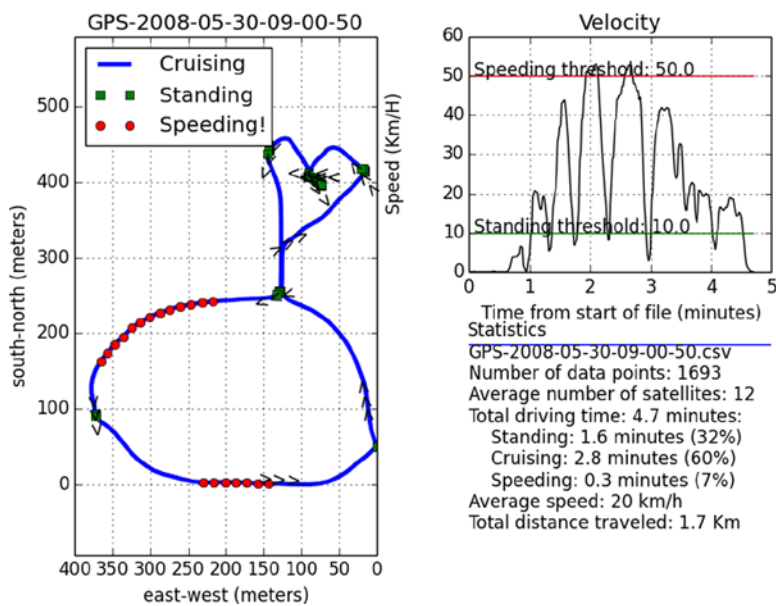 GPS-2008-05-30-09-00-50
Cruising
Standing
Speeding!
500
400
300
200
100
0
south-north (meters)
400 350 300 250 200 150 100 50 0
east-west (meters)
Velocity
60
50
40
30
20
10
0
Speed (Km/H)
Speeding threshold: 50.0
Standing threshold: 10.0
0 1 2 3 4 5
Time from start of file (minutes)
Statistics
GPS-2008-05-30-09-00-50.csv
Number of data points: 1693
Average number of satellites: 12
Total driving time: 4.7 minutes:
Standing: 1.6 minutes (32%)
Cruising: 2.8 minutes (60%)
Speeding: 0.3 minutes (7%)
Average speed: 20 km/h
Total distance traveled: 1.7 Km